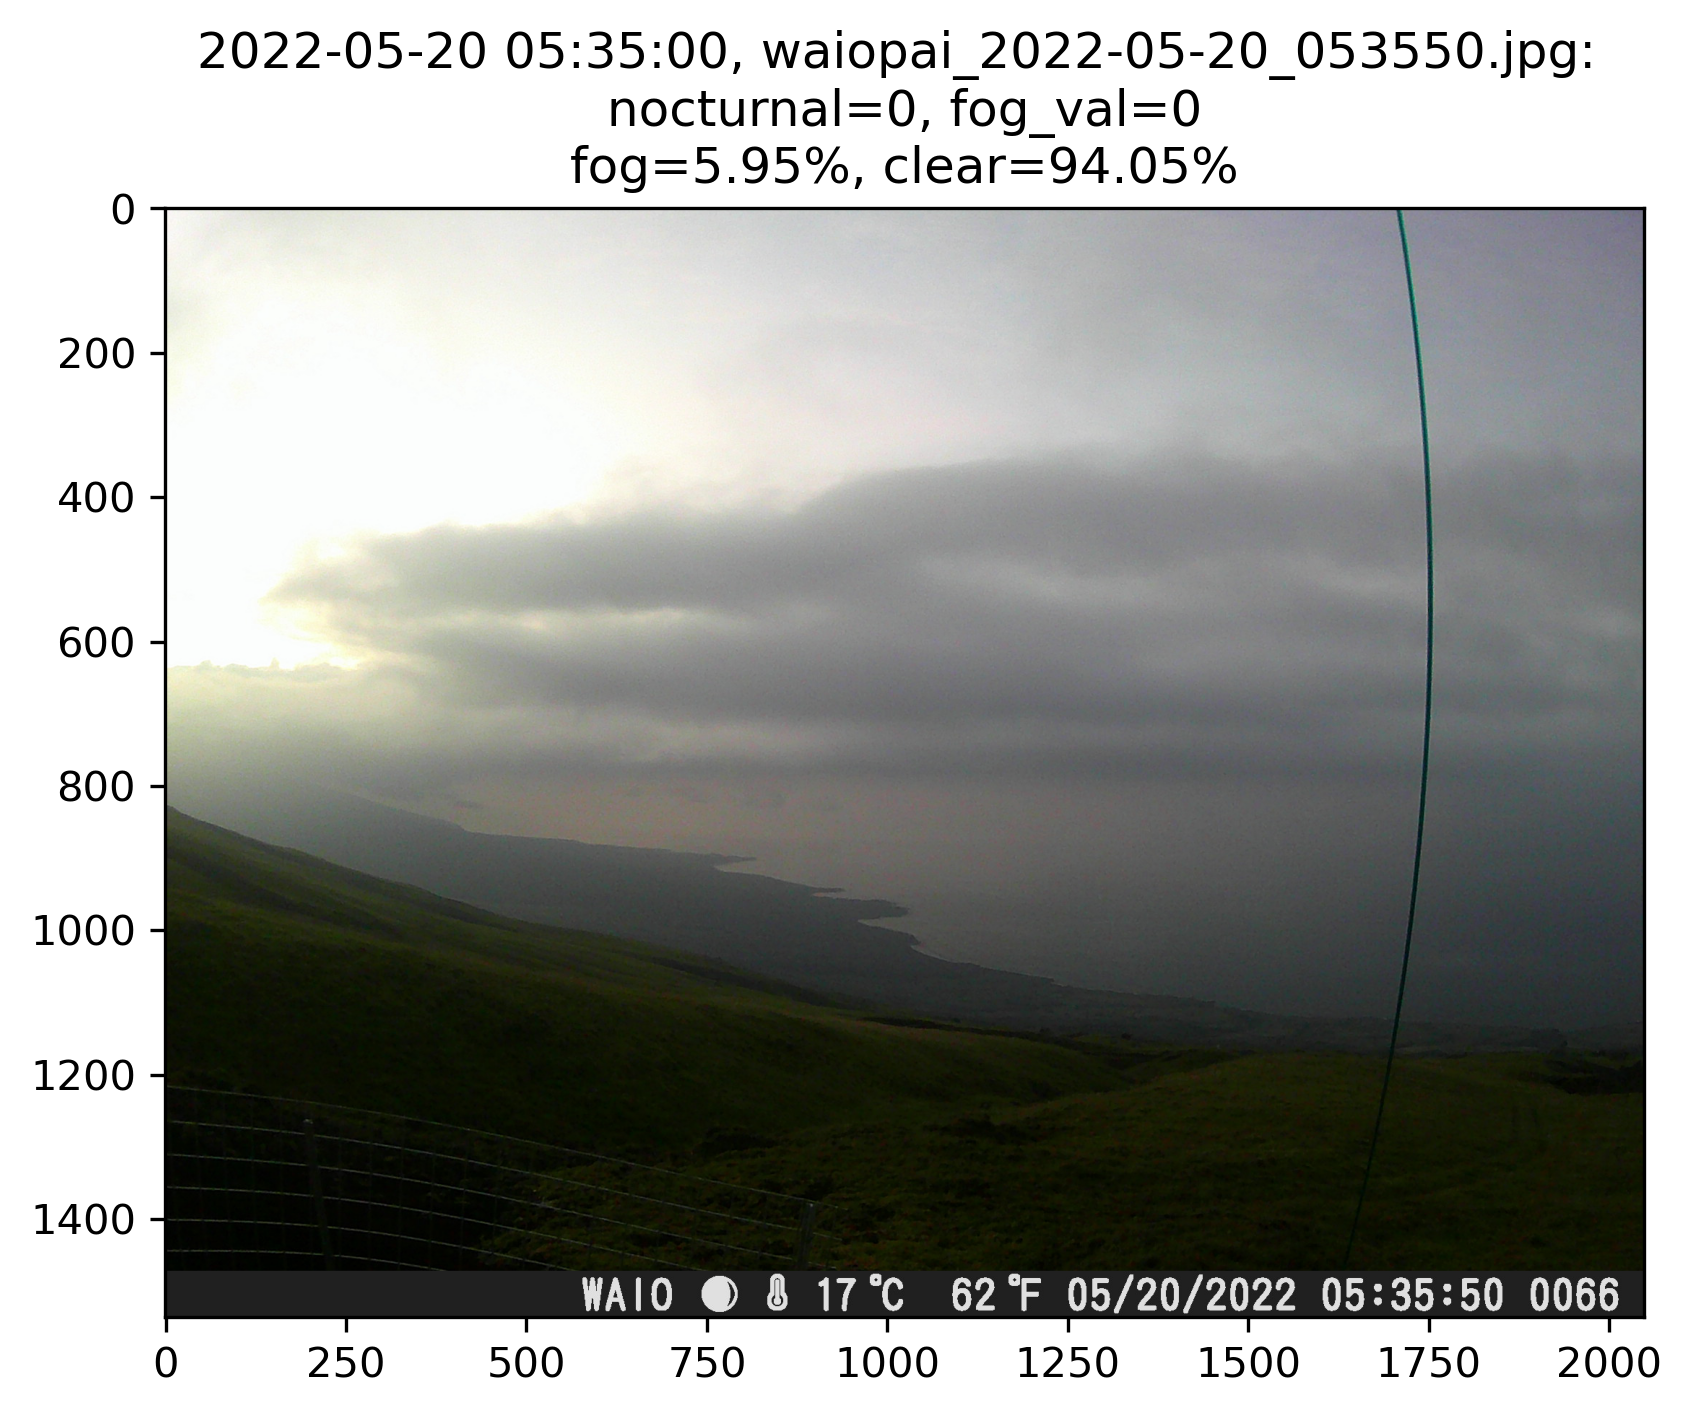 2022-05-20 05:35:00, waiopai_2022-05-20_053550.jpg:
nocturnal=0, fog_val=0
fog=5.95%, clear=94.05%
0
200
400
600
800
1000
1200
1400
WAIO 17°C 62°F 05/20/2022 05:35:50 0066
0 250 500 750 1000 1250 1500 1750 2000